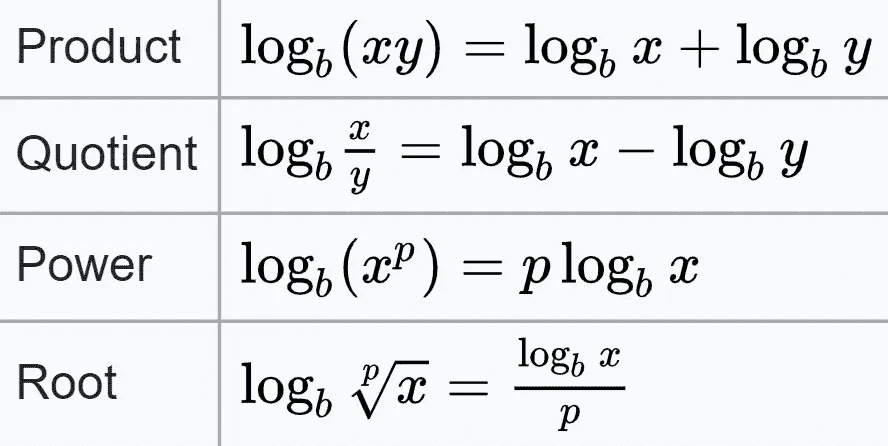 Product log_b(xy) = log_b x + log_b y
Quotient log_b x/y = log_b x − log_b y
Power log_b(x^p) = p log_b x
Root log_b ᵖ√x = log_b x / p